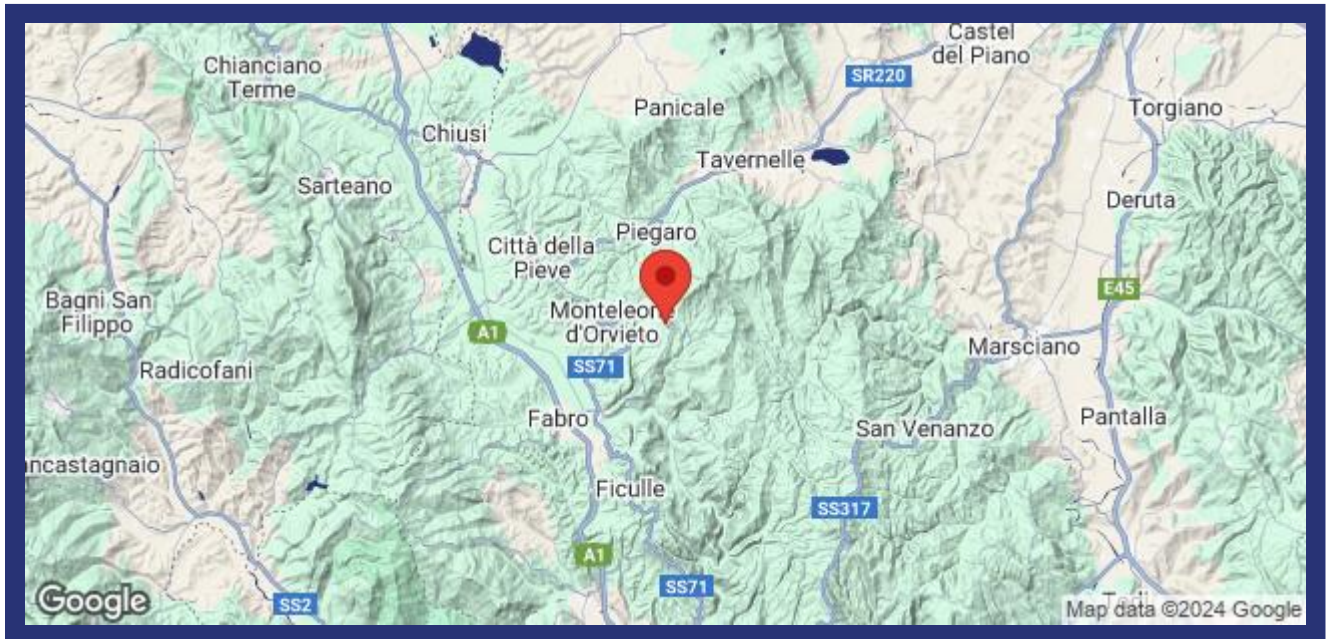 Castel
del Piano
Chianciano
Terme
SR220
Panicale
Torgiano
Chiusi
Tavernelle
Sarteano
Deruta
Piegaro
Città della
Pieve
Bagni San
Filippo
E45
Monteleone
d'Orvieto
A1
Marsciano
Radicofani
SS71
Fabro
Pantalla
San Venanzo
ncastagnaio
Ficulle
SS317
A1
SS71
Google
SS2
Map data ©2024 Google